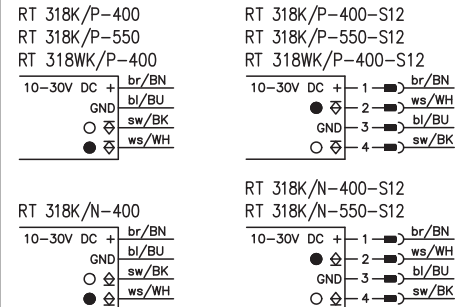 RT 318K/P-400
RT 318K/P-550
RT 318WK/P-400
10-30V DC + br/BN
GND bl/BU
sw/BK
ws/WH
RT 318K/P-400-S12
RT 318K/P-550-S12
RT 318WK/P-400-S12
10-30V DC + 1 br/BN
2 ws/WH
GND 3 bl/BU
4 sw/BK
RT 318K/N-400
10-30V DC + br/BN
GND bl/BU
sw/BK
ws/WH
RT 318K/N-400-S12
RT 318K/N-550-S12
10-30V DC + 1 br/BN
2 ws/WH
GND 3 bl/BU
4 sw/BK